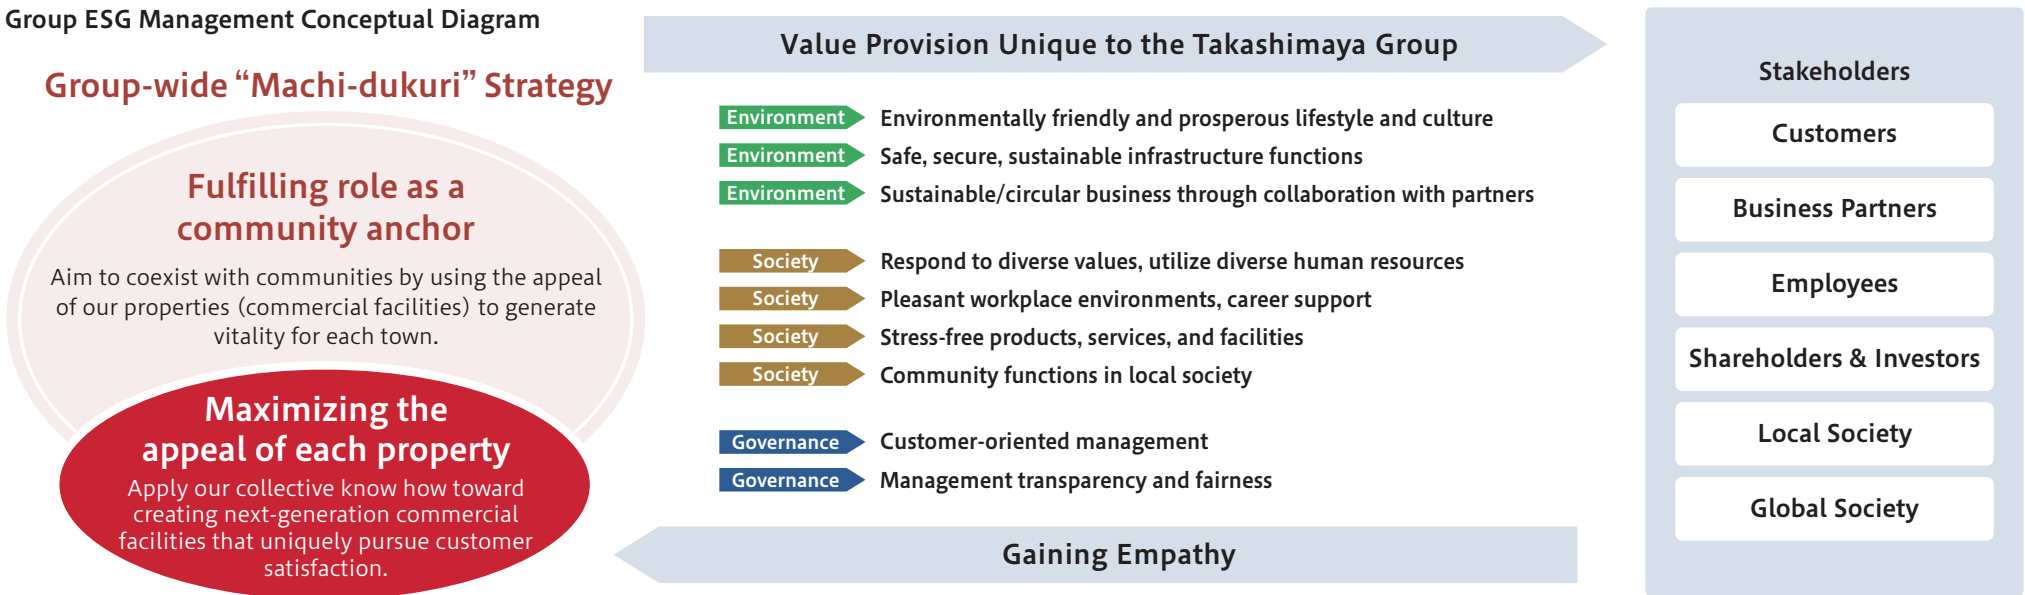 Group ESG Management Conceptual Diagram
Group-wide “Machi-dukuri” Strategy
Fulfilling role as a
community anchor
Aim to coexist with communities by using the appeal
of our properties (commercial facilities) to generate
vitality for each town.
Maximizing the
appeal of each property
Apply our collective know how toward
creating next-generation commercial
facilities that uniquely pursue customer
satisfaction.
Value Provision Unique to the Takashimaya Group
Environment Environmentally friendly and prosperous lifestyle and culture
Environment Safe, secure, sustainable infrastructure functions
Environment Sustainable/circular business through collaboration with partners
Society Respond to diverse values, utilize diverse human resources
Society Pleasant workplace environments, career support
Society Stress-free products, services, and facilities
Society Community functions in local society
Governance Customer-oriented management
Governance Management transparency and fairness
Gaining Empathy
Stakeholders
Customers
Business Partners
Employees
Shareholders & Investors
Local Society
Global Society